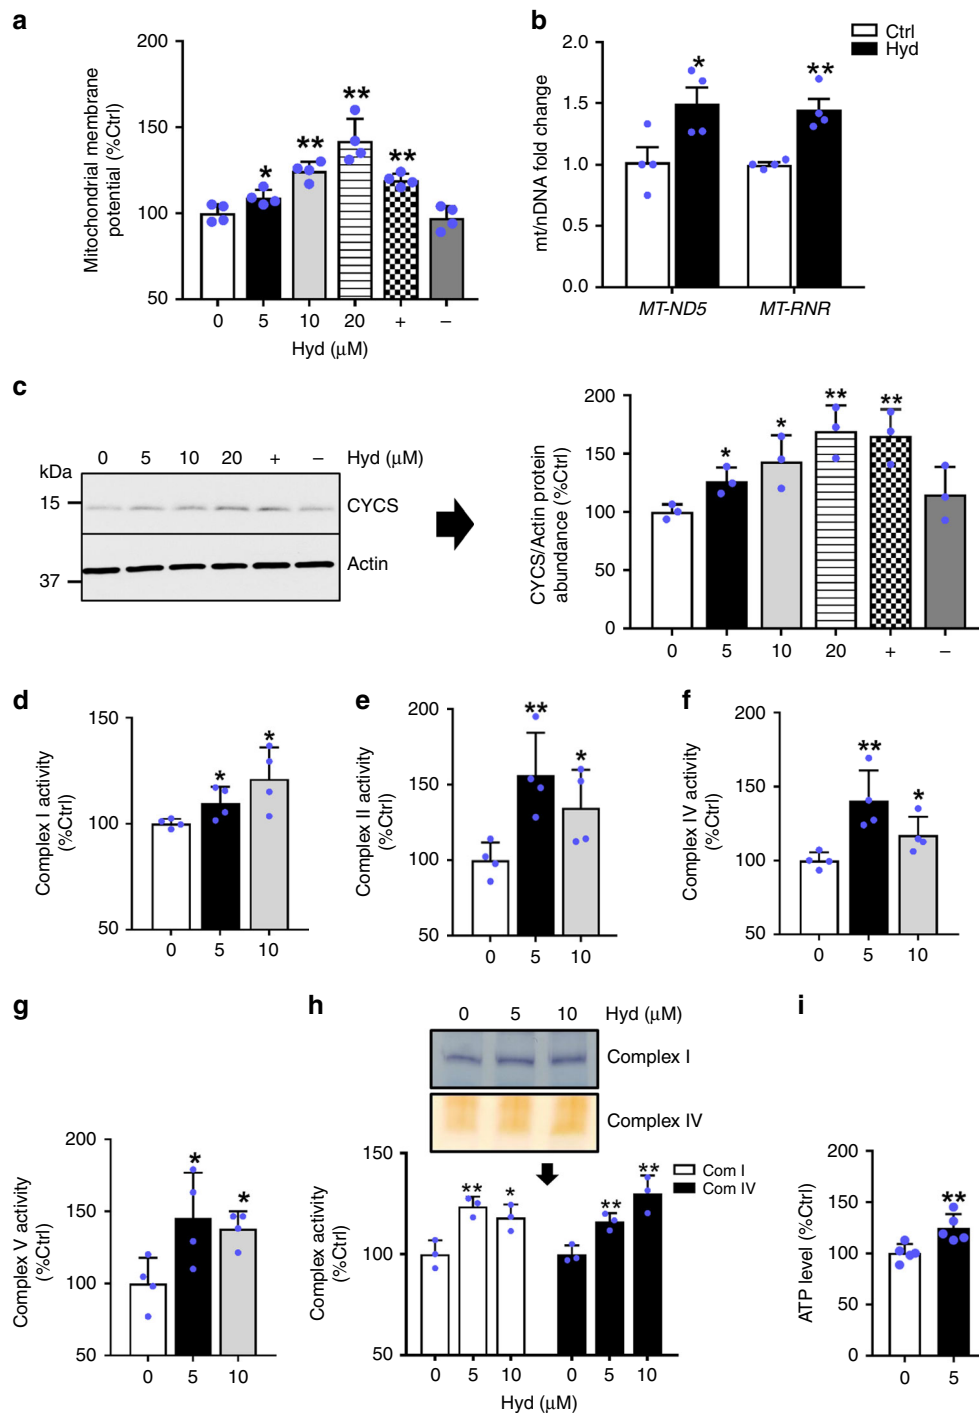 a
200
150
100
50
Mitochondrial membrane
potential (%Ctrl)
*
**
**
**
0 5 10 20 + –
Hyd (μM)
b
Ctrl
Hyd
2.0
1.5
1.0
0.5
0.0
mt/nDNA fold change
*
**
MT-ND5 MT-RNR
c
0 5 10 20 + – Hyd (μM)
kDa
15
CYCS
Actin
37
200
150
100
50
0
CYCS/Actin protein
abundance (%Ctrl)
*
*
**
**
0 5 10 20 + –
d
150
100
50
Complex I activity
(%Ctrl)
*
*
0 5 10
e
200
150
100
50
Complex II activity
(%Ctrl)
**
*
0 5 10
f
200
150
100
50
Complex IV activity
(%Ctrl)
**
*
0 5 10
g
200
150
100
50
Complex V activity
(%Ctrl)
*
*
0 5 10
h
0 5 10 Hyd (μM)
Complex I
Complex IV
150
100
50
Complex activity
(%Ctrl)
Com I
Com IV
**
*
**
**
0 5 10 0 5 10
Hyd (μM)
i
200
150
100
50
0
ATP level (%Ctrl)
**
0 5